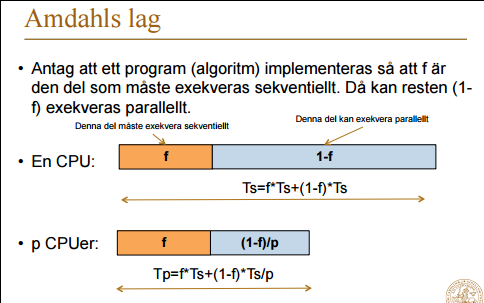 Amdahls lag
• Antag att ett program (algoritm) implementeras så att f är
den del som måste exekveras sekventiellt. Då kan resten (1-
f) exekveras parallellt.
Denna del måste exekvera sekventiellt
Denna del kan exekvera parallellt
• En CPU:
f
1-f
Ts=f*Ts+(1-f)*Ts
• p CPUer:
f
(1-f)/p
Tp=f*Ts+(1-f)*Ts/p